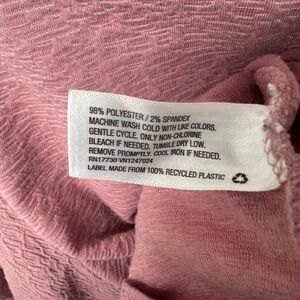 98% POLYESTER / 2% SPANDEX
MACHINE WASH COLD WITH LIKE COLORS.
GENTLE CYCLE. ONLY NON-CHLORINE
BLEACH IF NEEDED. TUMBLE DRY LOW.
REMOVE PROMPTLY. COOL IRON IF NEEDED.
RN17730 VN1247024
LABEL MADE FROM 100% RECYCLED PLASTIC